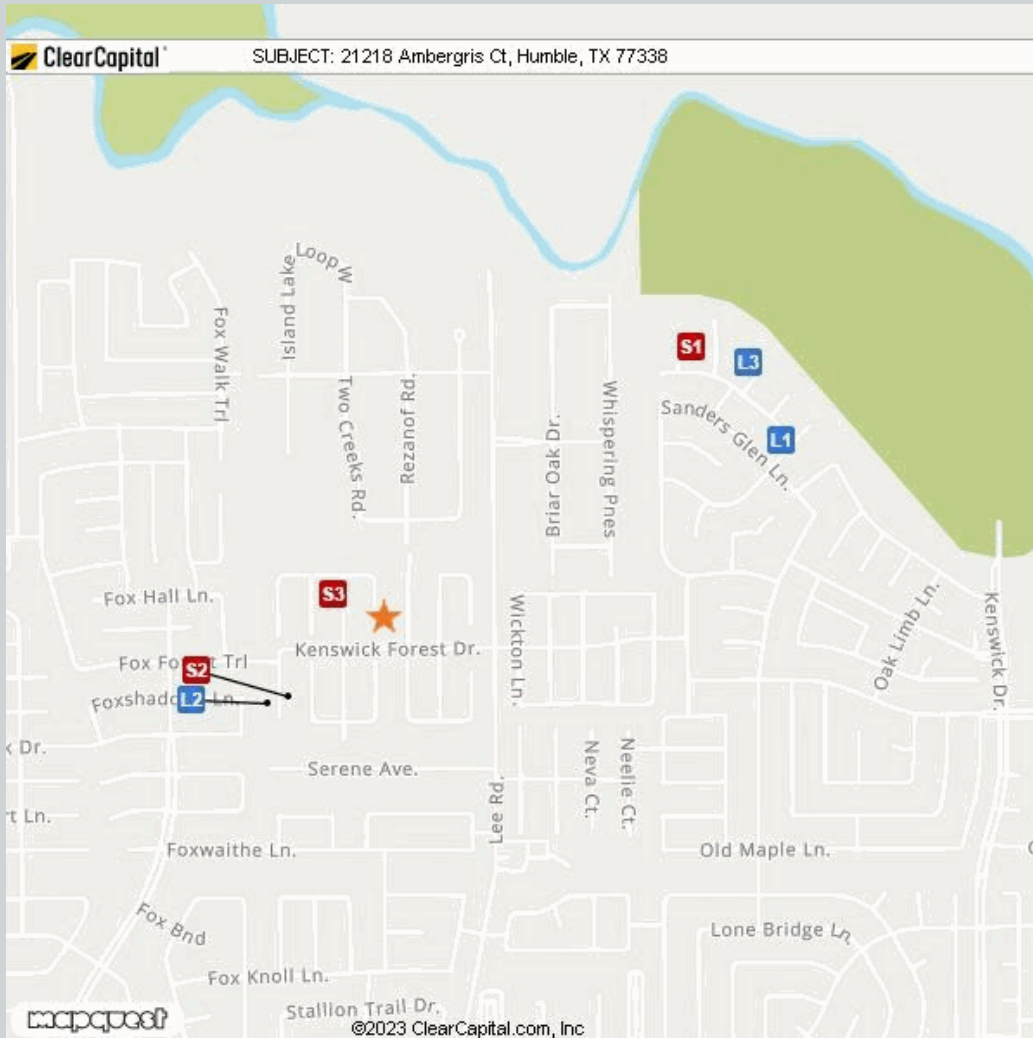 ClearCapital
SUBJECT: 21218 Ambergris Ct, Humble, TX 77338
Loop W
Island Lake
Fox Walk Trl
Two Creeks Rd.
Rezanof Rd.
S1
L3
Sanders Glen Ln.
L1
Whispering Pnes
Briar Oak Dr.
Fox Hall Ln.
S3
Kenswick Forest Dr.
Wickton Ln.
Oak Limb Ln.
Kenswick Dr.
Fox Fo t Trl
S2
Foxshado Ln.
L2
k Dr.
Serene Ave.
Lee Rd.
Neva Ct.
Neelie Ct.
rt Ln.
Foxwaithe Ln.
Old Maple Ln.
Fox Bnd
Lone Bridge Ln
Fox Knoll Ln.
Stallion Trail Dr.
mapquest
©2023 ClearCapital.com, Inc